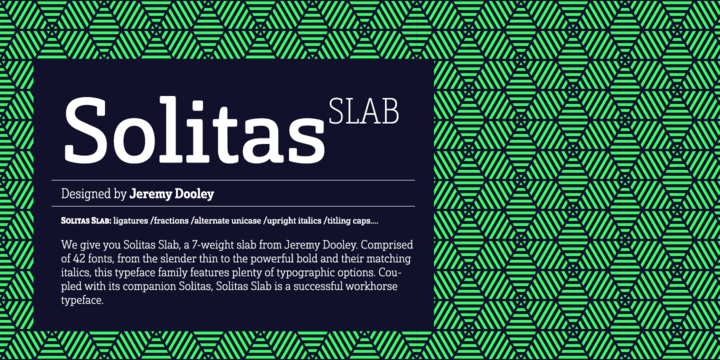 Solitas SLAB
Designed by Jeremy Dooley
SOLITAS SLAB: ligatures /fractions /alternate unicase /upright italics /titling caps....
We give you Solitas Slab, a 7-weight slab from Jeremy Dooley. Comprised
of 42 fonts, from the slender thin to the powerful bold and their matching
italics, this typeface family features plenty of typographic options. Cou-
pled with its companion Solitas, Solitas Slab is a successful workhorse
typeface.